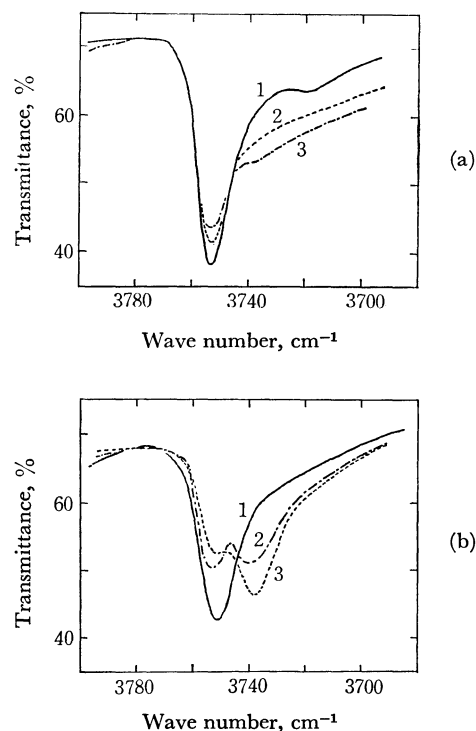 (a)
Transmittance, %
60
40
1
2
3
3780 3740 3700
Wave number, cm⁻¹
(b)
Transmittance, %
60
40
1
2
3
3780 3740 3700
Wave number, cm⁻¹